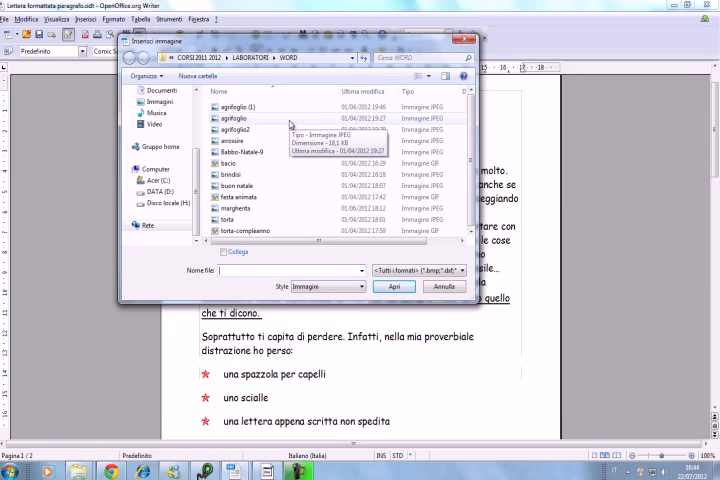 Lettera formattata paragrafo.odt - OpenOffice.org Writer
File Modifica Visualizza Inserisci Formato Tabella Strumenti Finestra ?
Predefinito
Comic S
Inserisci immagine
« CORSI 2011 2012 ▸ LABORATORI ▸ WORD
Cerca WORD
Organizza
Nuova cartella
Documenti
Immagini
Musica
Video
Gruppo home
Computer
Acer (C:)
DATA (D:)
Disco locale (H:)
Rete
Nome Ultima modifica Tipo D
agrifoglio (1) 01/04/2012 19:46 Immagine JPEG
agrifoglio 01/04/2012 19:27 Immagine JPEG
agrifoglio2 Immagine JPEG
arrossire Immagine JPEG
Babbo-Natale-9 Immagine JPEG
bacio 01/04/2012 16:29 Immagine GIF
brindisi 01/04/2012 16:18 Immagine JPEG
buon natale 01/04/2012 18:07 Immagine JPEG
festa animata 01/04/2012 17:42 Immagine GIF
margherita 01/06/2012 18:12 Immagine JPEG
torta 01/04/2012 18:01 Immagine JPEG
torta-compleanno 01/04/2012 17:59 Immagine GIF
Tipo - Immagine JPEG
Dimensione - 18,1 KB
Ultima modifica - 01/04/2012 19:27
Collega
Nome file:
<Tutti i formati> (*.bmp;*.dxf;*
Style Immagini
Apri
Annulla
15 16 17 18
molto.
anche se
eggiando
tare con
le cose
no
sile...
la
o quello
che ti dicono.
Soprattutto ti capita di perdere. Infatti, nella mia proverbiale
distrazione ho perso:
una spazzola per capelli
uno scialle
una lettera appena scritta non spedita
Pagina 1 / 2 Predefinito Italiano (Italia) INS STD * 100%
IT
16:44
22/07/2012